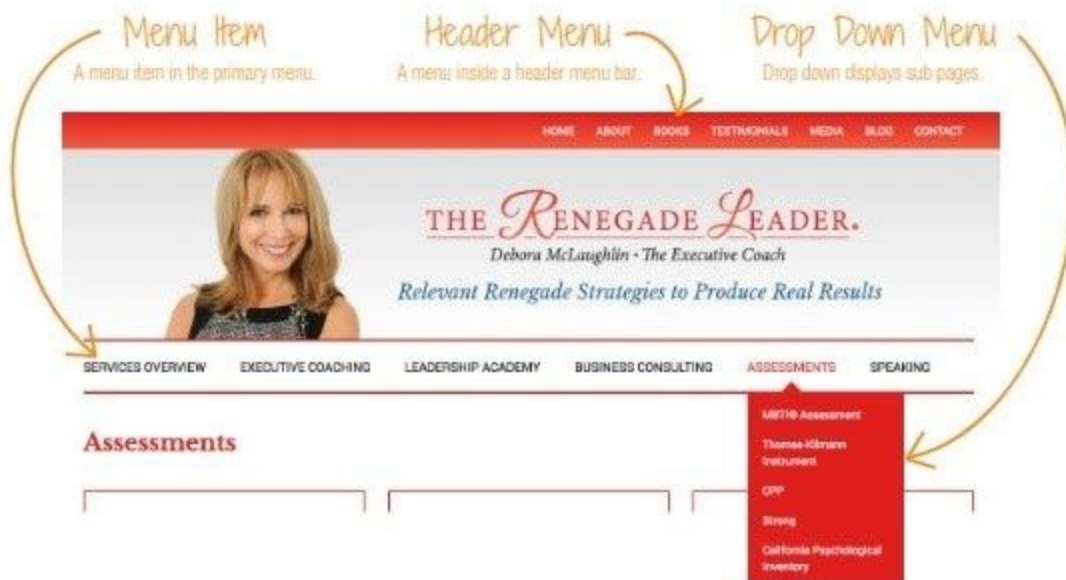 Menu Item
A menu item in the primary menu.
Header Menu
A menu inside a header menu bar.
Drop Down Menu
Drop down displays sub pages.
HOME ABOUT BOOKS TESTIMONIALS MEDIA BLOG CONTACT
THE RENEGADE LEADER.
Debora McLaughlin • The Executive Coach
Relevant Renegade Strategies to Produce Real Results
SERVICES OVERVIEW EXECUTIVE COACHING LEADERSHIP ACADEMY BUSINESS CONSULTING ASSESSMENTS SPEAKING
Assessments
MBTI® Assessment
Thomas-Kilmann
Instrument
CPP
Strong
California Psychological
Inventory